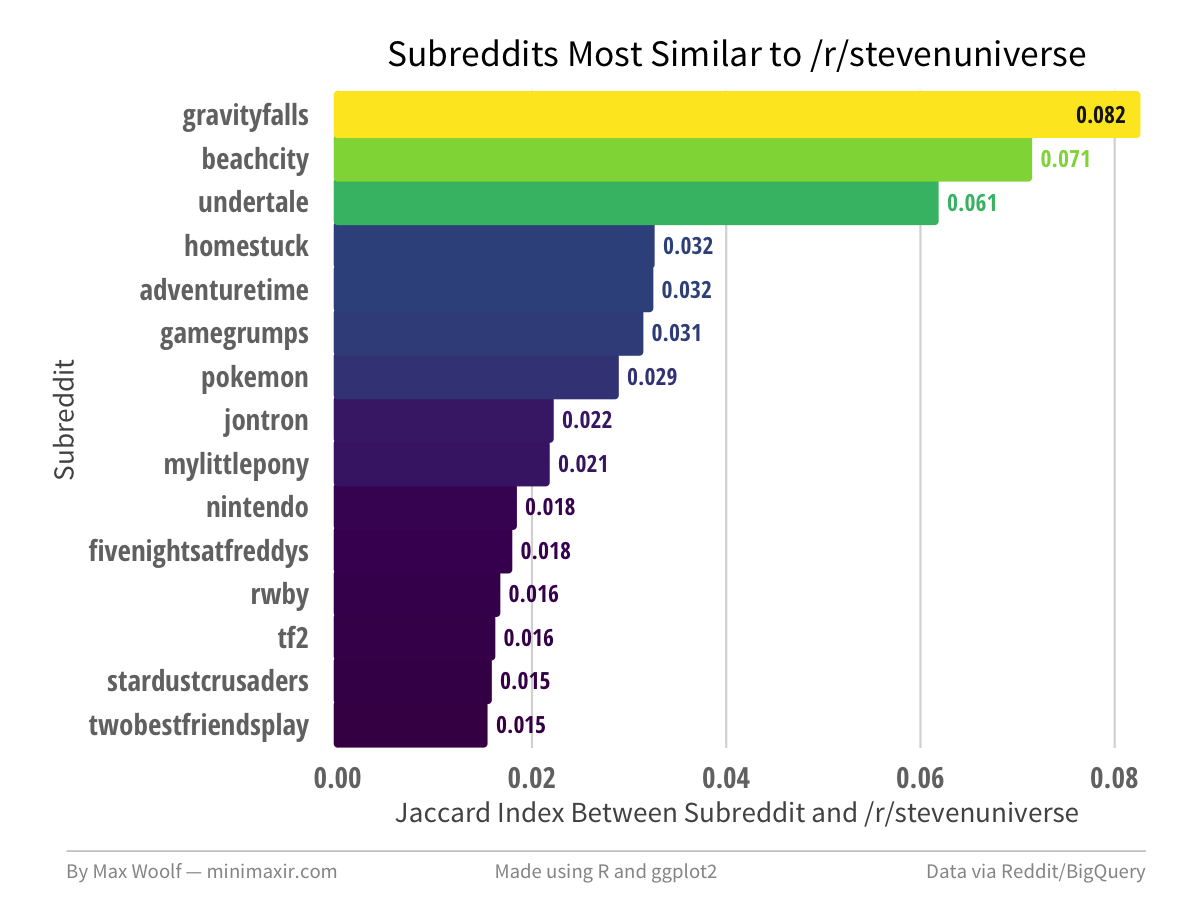 Subreddits Most Similar to /r/stevenuniverse
gravityfalls 0.082
beachcity 0.071
undertale 0.061
homestuck 0.032
adventuretime 0.032
gamegrumps 0.031
pokemon 0.029
jontron 0.022
mylittlepony 0.021
nintendo 0.018
fivenightsatfreddys 0.018
rwby 0.016
tf2 0.016
stardustcrusaders 0.015
twobestfriendsplay 0.015
Subreddit
0.00 0.02 0.04 0.06 0.08
Jaccard Index Between Subreddit and /r/stevenuniverse
By Max Woolf — minimaxir.com Made using R and ggplot2 Data via Reddit/BigQuery